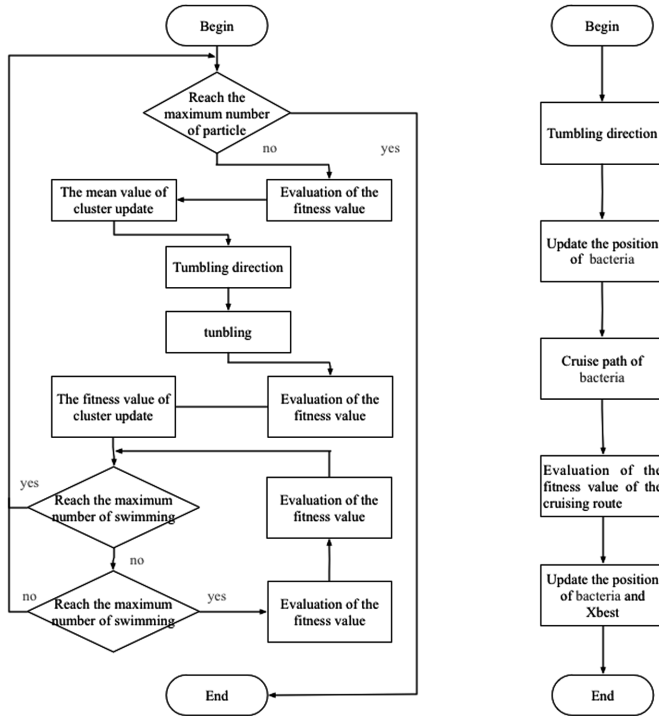 Begin
Reach the
maximum number
of particle
no
yes
The mean value of
cluster update
Evaluation of the
fitness value
Tumbling direction
tunbling
The fitness value of
cluster update
Evaluation of the
fitness value
yes
Reach the maximum
number of swimming
Evaluation of the
fitness value
no
no
Reach the maximum
number of swimming
yes
Evaluation of the
fitness value
End
Begin
Tumbling direction
Update the position
of bacteria
Cruise path of
bacteria
Evaluation of the
fitness value of the
cruising route
Update the position
of bacteria and
Xbest
End